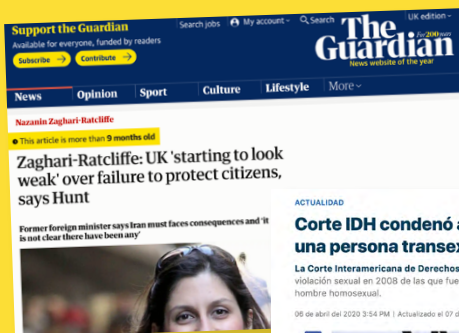 Support the Guardian
Available for everyone, funded by readers
Subscribe → Contribute →
Search jobs My account Search UK edition
The Guardian
For 200 years
News website of the year
News Opinion Sport Culture Lifestyle More
Nazanin Zaghari-Ratcliffe
This article is more than 9 months old
Zaghari-Ratcliffe: UK 'starting to look
weak' over failure to protect citizens,
says Hunt
Former foreign minister says Iran must faces consequences and 'it
is not clear there have been any'
ACTUALIDAD
Corte IDH condenó a
una persona transex
La Corte Interamericana de Derechos
violación sexual en 2008 de las que fue
hombre homosexual.
06 de abril del 2020 3:54 PM | Actualizado el 07 d